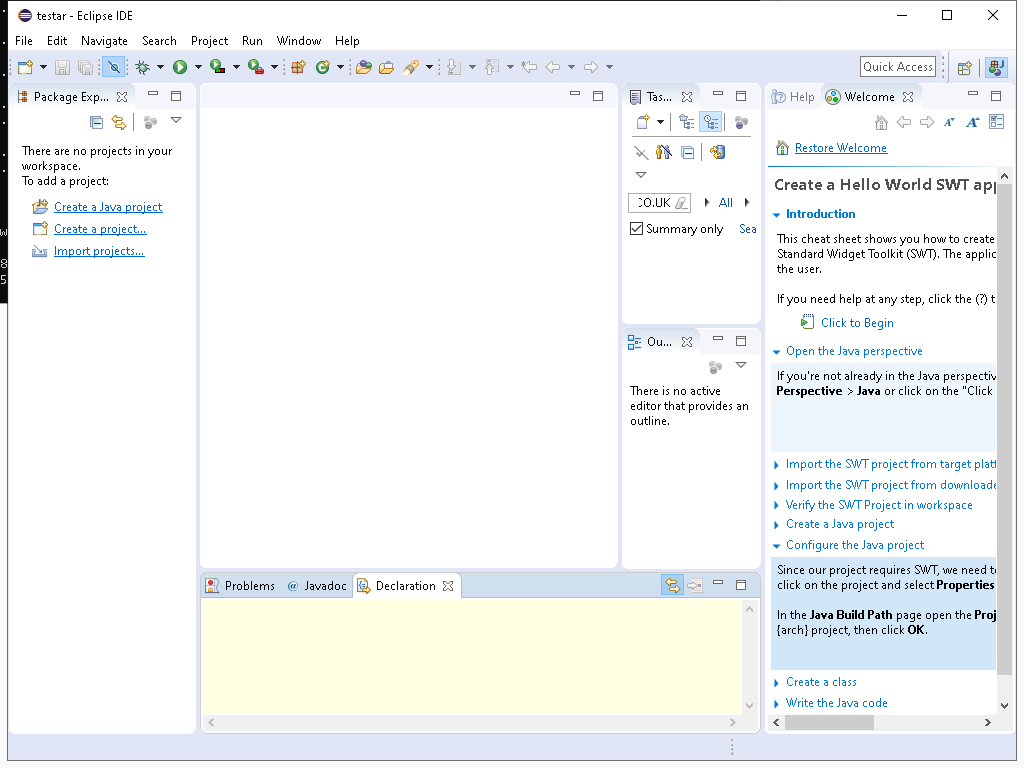 testar - Eclipse IDE
File Edit Navigate Search Project Run Window Help
Quick Access
Package Exp...
There are no projects in your
workspace.
To add a project:
Create a Java project
Create a project...
Import projects...
Tas...
CO.UK
All
Summary only
Sea
Ou...
There is no active
editor that provides an
outline.
Problems
@ Javadoc
Declaration
Help
Welcome
Restore Welcome
Create a Hello World SWT app
Introduction
This cheat sheet shows you how to create
Standard Widget Toolkit (SWT). The applic
the user.
If you need help at any step, click the (?) t
Click to Begin
Open the Java perspective
If you're not already in the Java perspectiv
Perspective > Java or click on the "Click
Import the SWT project from target platf
Import the SWT project from downloade
Verify the SWT Project in workspace
Create a Java project
Configure the Java project
Since our project requires SWT, we need to
click on the project and select Properties
In the Java Build Path page open the Proj
{arch} project, then click OK.
Create a class
Write the Java code